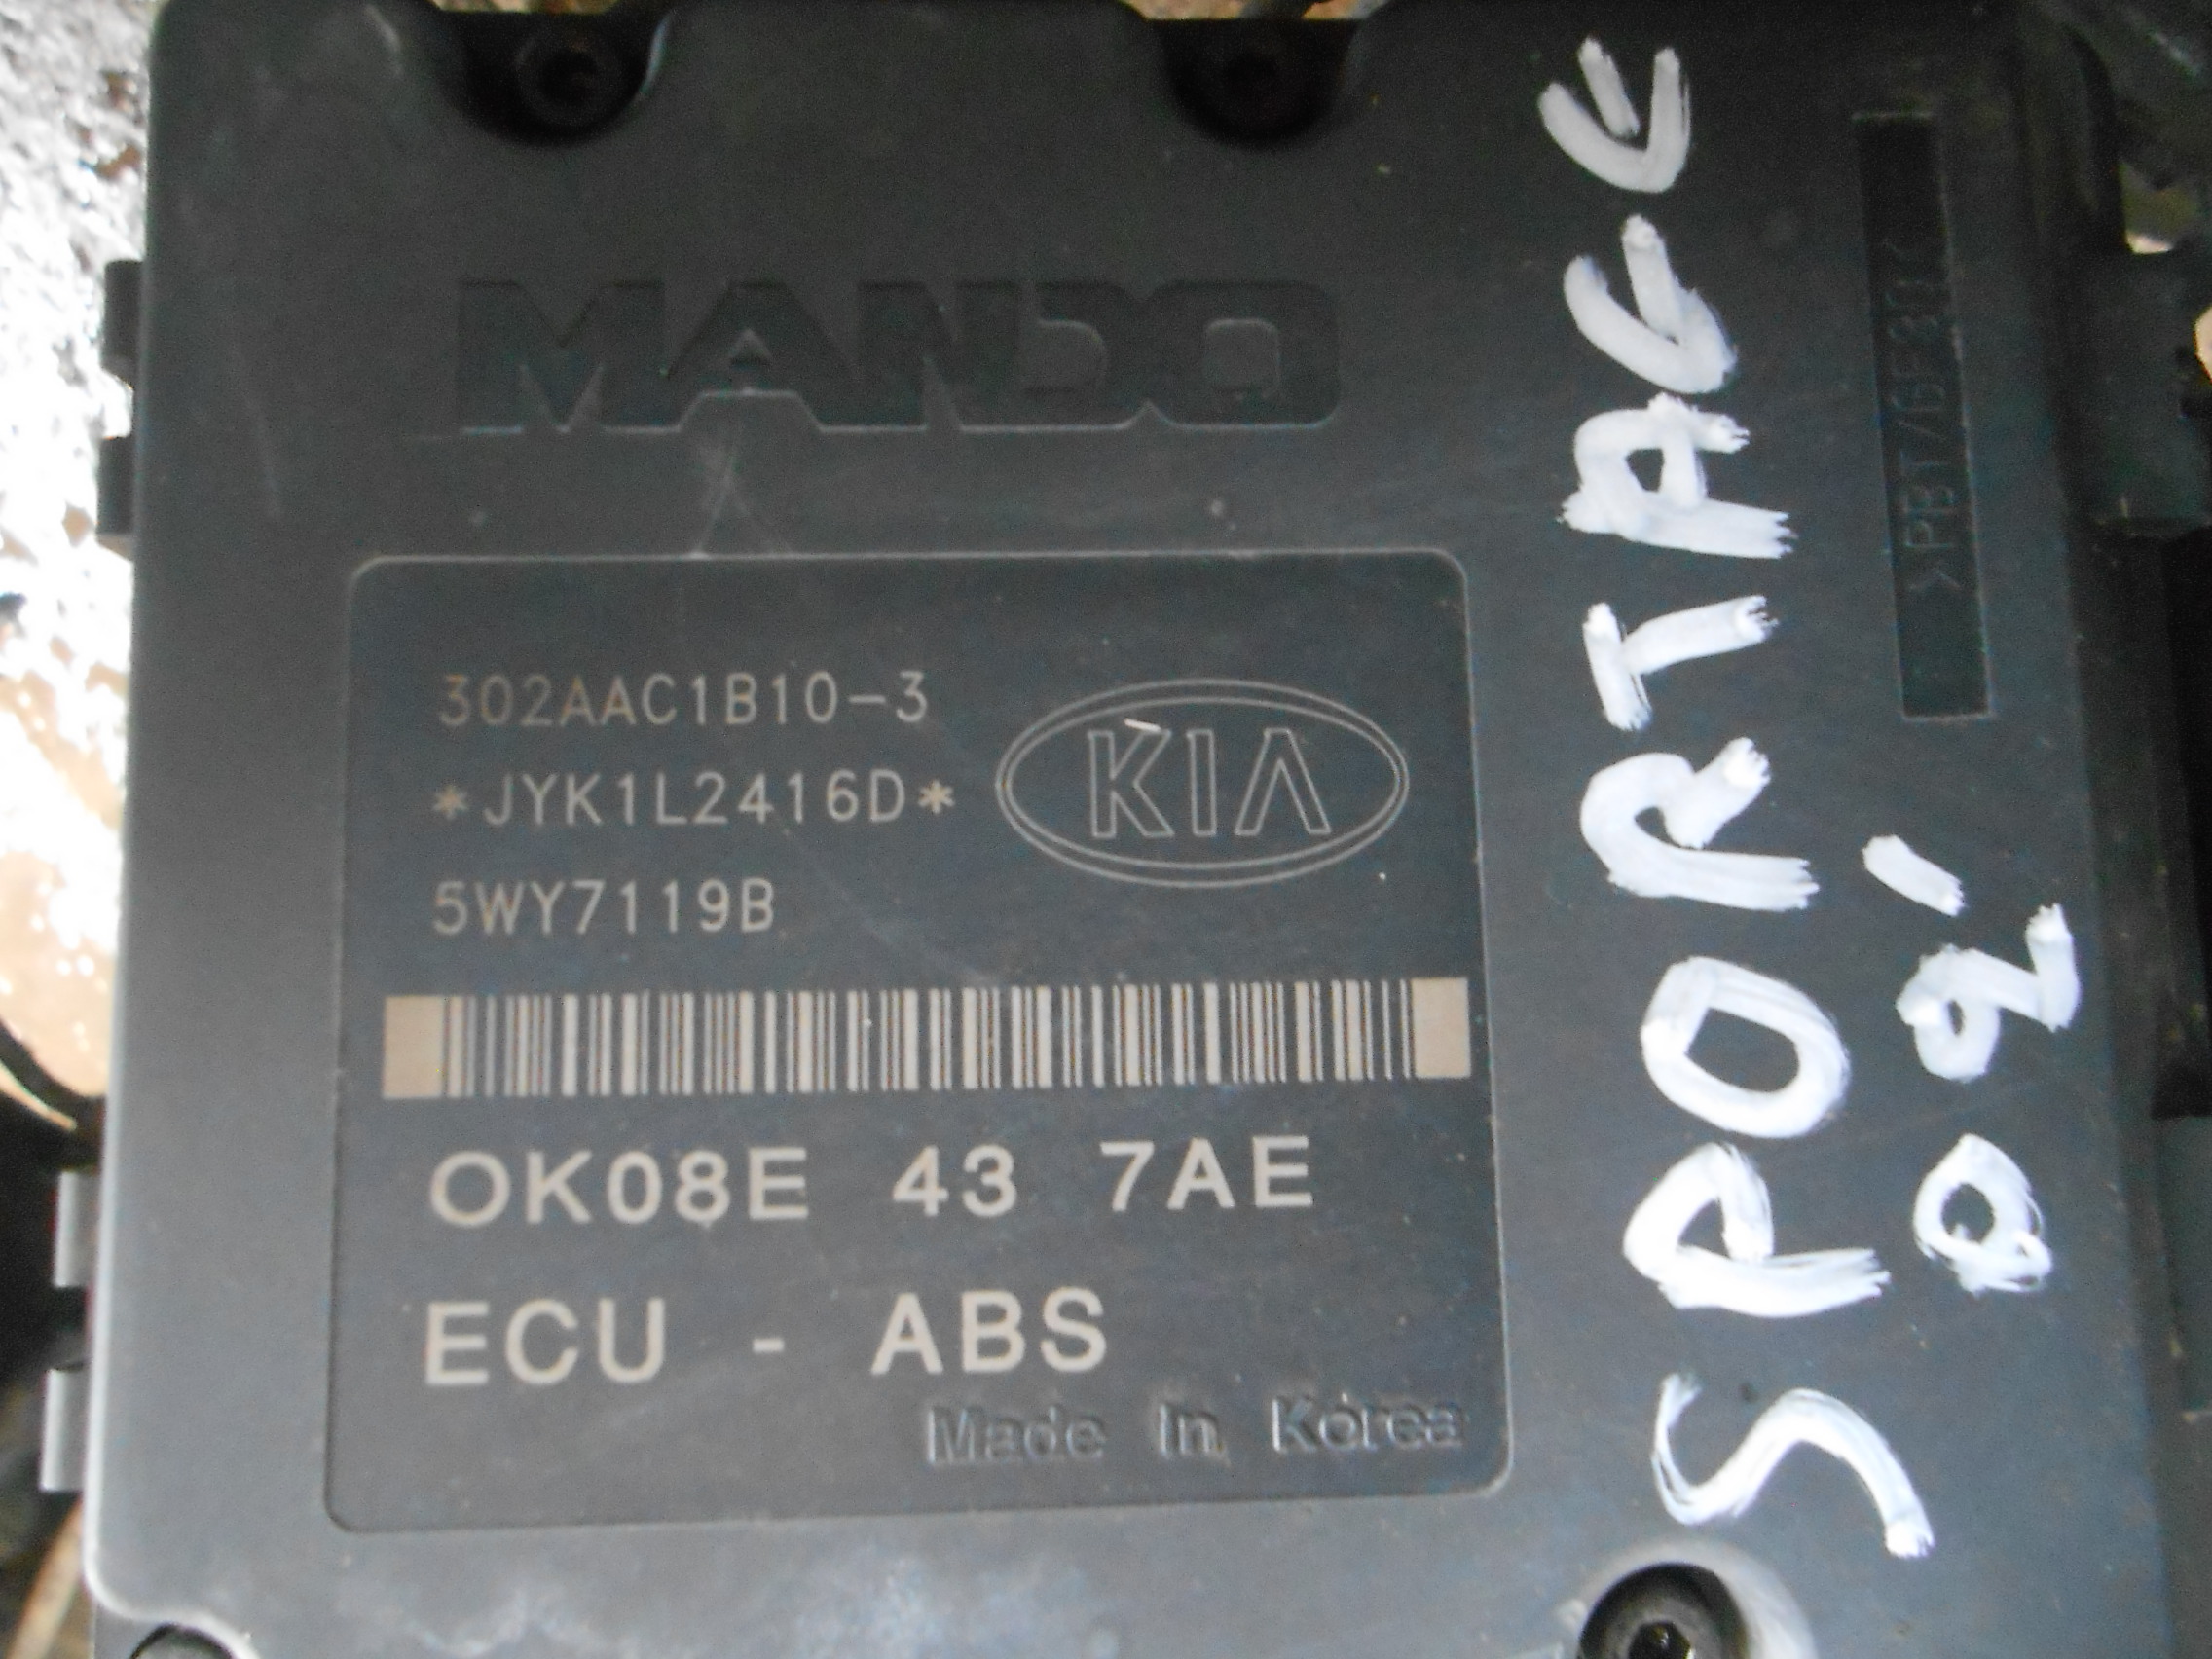 MANDO
302AAC1B10-3
*JYK1L2416D*
KIA
5WY7119B
OK08E 43 7AE
ECU - ABS
Made In Korea
SPORTAGE
02'